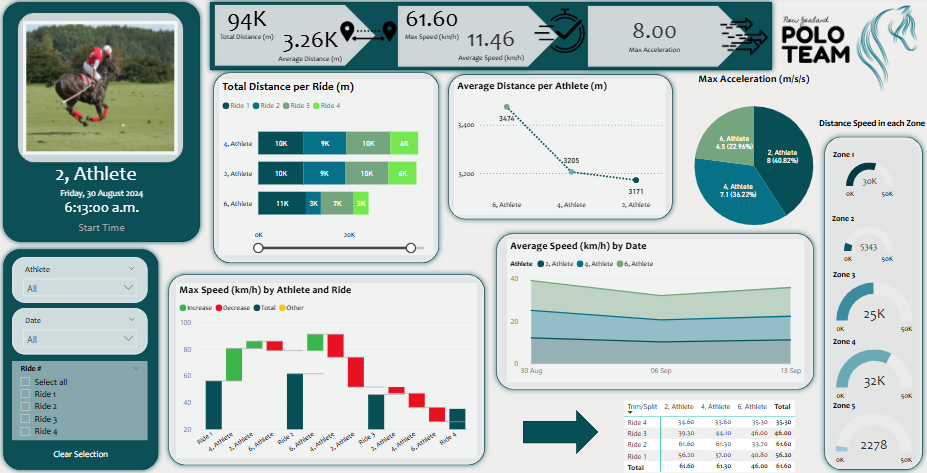 2, Athlete
Friday, 30 August 2024
6:13:00 a.m.
Start Time
94K
Total Distance (m)
3.26K
Average Distance (m)
61.60
Max Speed (km/h)
11.46
Average Speed (km/h)
8.00
Max Acceleration
New Zealand
POLO
TEAM
Athlete
All
Date
All
Ride #
Select all
Ride 1
Ride 2
Ride 3
Ride 4
Clear Selection
Total Distance per Ride (m)
Ride 1 Ride 2 Ride 3 Ride 4
4, Athlete 10K 9K 10K 6K
2, Athlete 10K 9K 10K 6K
6, Athlete 11K 3K 7K 3K
0K 20K
Average Distance per Athlete (m)
3,400
3,200
3474
3205
3171
6, Athlete 4, Athlete 2, Athlete
Max Acceleration (m/s/s)
6, Athlete
4.5 (22.96%)
2, Athlete
8 (40.82%)
4, Athlete
7.1 (36.22%)
Max Speed (km/h) by Athlete and Ride
Increase Decrease Total Other
100
80
60
40
20
Ride 1 4, Athlete 2, Athlete 6, Athlete Ride 2 6, Athlete 4, Athlete 2, Athlete Ride 3 2, Athlete 4, Athlete 6, Athlete Ride 4
Average Speed (km/h) by Date
Athlete 2, Athlete 4, Athlete 6, Athlete
40
20
0
30 Aug 06 Sep 13 Sep
Trim/Split 2, Athlete 4, Athlete 6, Athlete Total
Ride 4 34.60 33.60 35.30 35.30
Ride 3 39.30 44.10 46.00 46.00
Ride 2 61.60 61.30 33.70 61.60
Ride 1 56.20 37.00 40.80 56.20
Total 61.60 61.30 46.00 61.60
Distance Speed in each Zone
Zone 1
30K
0K 50K
Zone 2
5343
0K 50K
Zone 3
25K
0K 50K
Zone 4
32K
0K 50K
Zone 5
2278
0K 50K